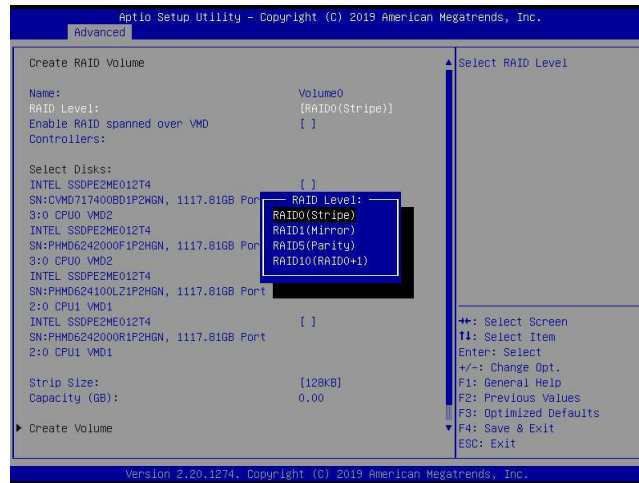 Aptio Setup Utility – Copyright (C) 2019 American Megatrends, Inc.
Advanced
Create RAID Volume
Select RAID Level
Name: Volume0
RAID Level: [RAID0(Stripe)]
Enable RAID spanned over VMD [ ]
Controllers:
Select Disks:
INTEL SSDPE2ME012T4 [ ]
SN:CVMD717400BD1P2WGN, 1117.81GB Por
3:0 CPU0 VMD2
INTEL SSDPE2ME012T4
SN:PHMD6242000F1P2HGN, 1117.81GB Por
3:0 CPU0 VMD2
INTEL SSDPE2ME012T4
SN:PHMD624100LZ1P2HGN, 1117.81GB Port
2:0 CPU1 VMD1
INTEL SSDPE2ME012T4 [ ]
SN:PHMD6242000R1P2HGN, 1117.81GB Port
2:0 CPU1 VMD1
Strip Size: [128KB]
Capacity (GB): 0.00
Create Volume
RAID Level:
RAID0(Stripe)
RAID1(Mirror)
RAID5(Parity)
RAID10(RAID0+1)
→←: Select Screen
↑↓: Select Item
Enter: Select
+/-: Change Opt.
F1: General Help
F2: Previous Values
F3: Optimized Defaults
F4: Save & Exit
ESC: Exit
Version 2.20.1274. Copyright (C) 2019 American Megatrends, Inc.